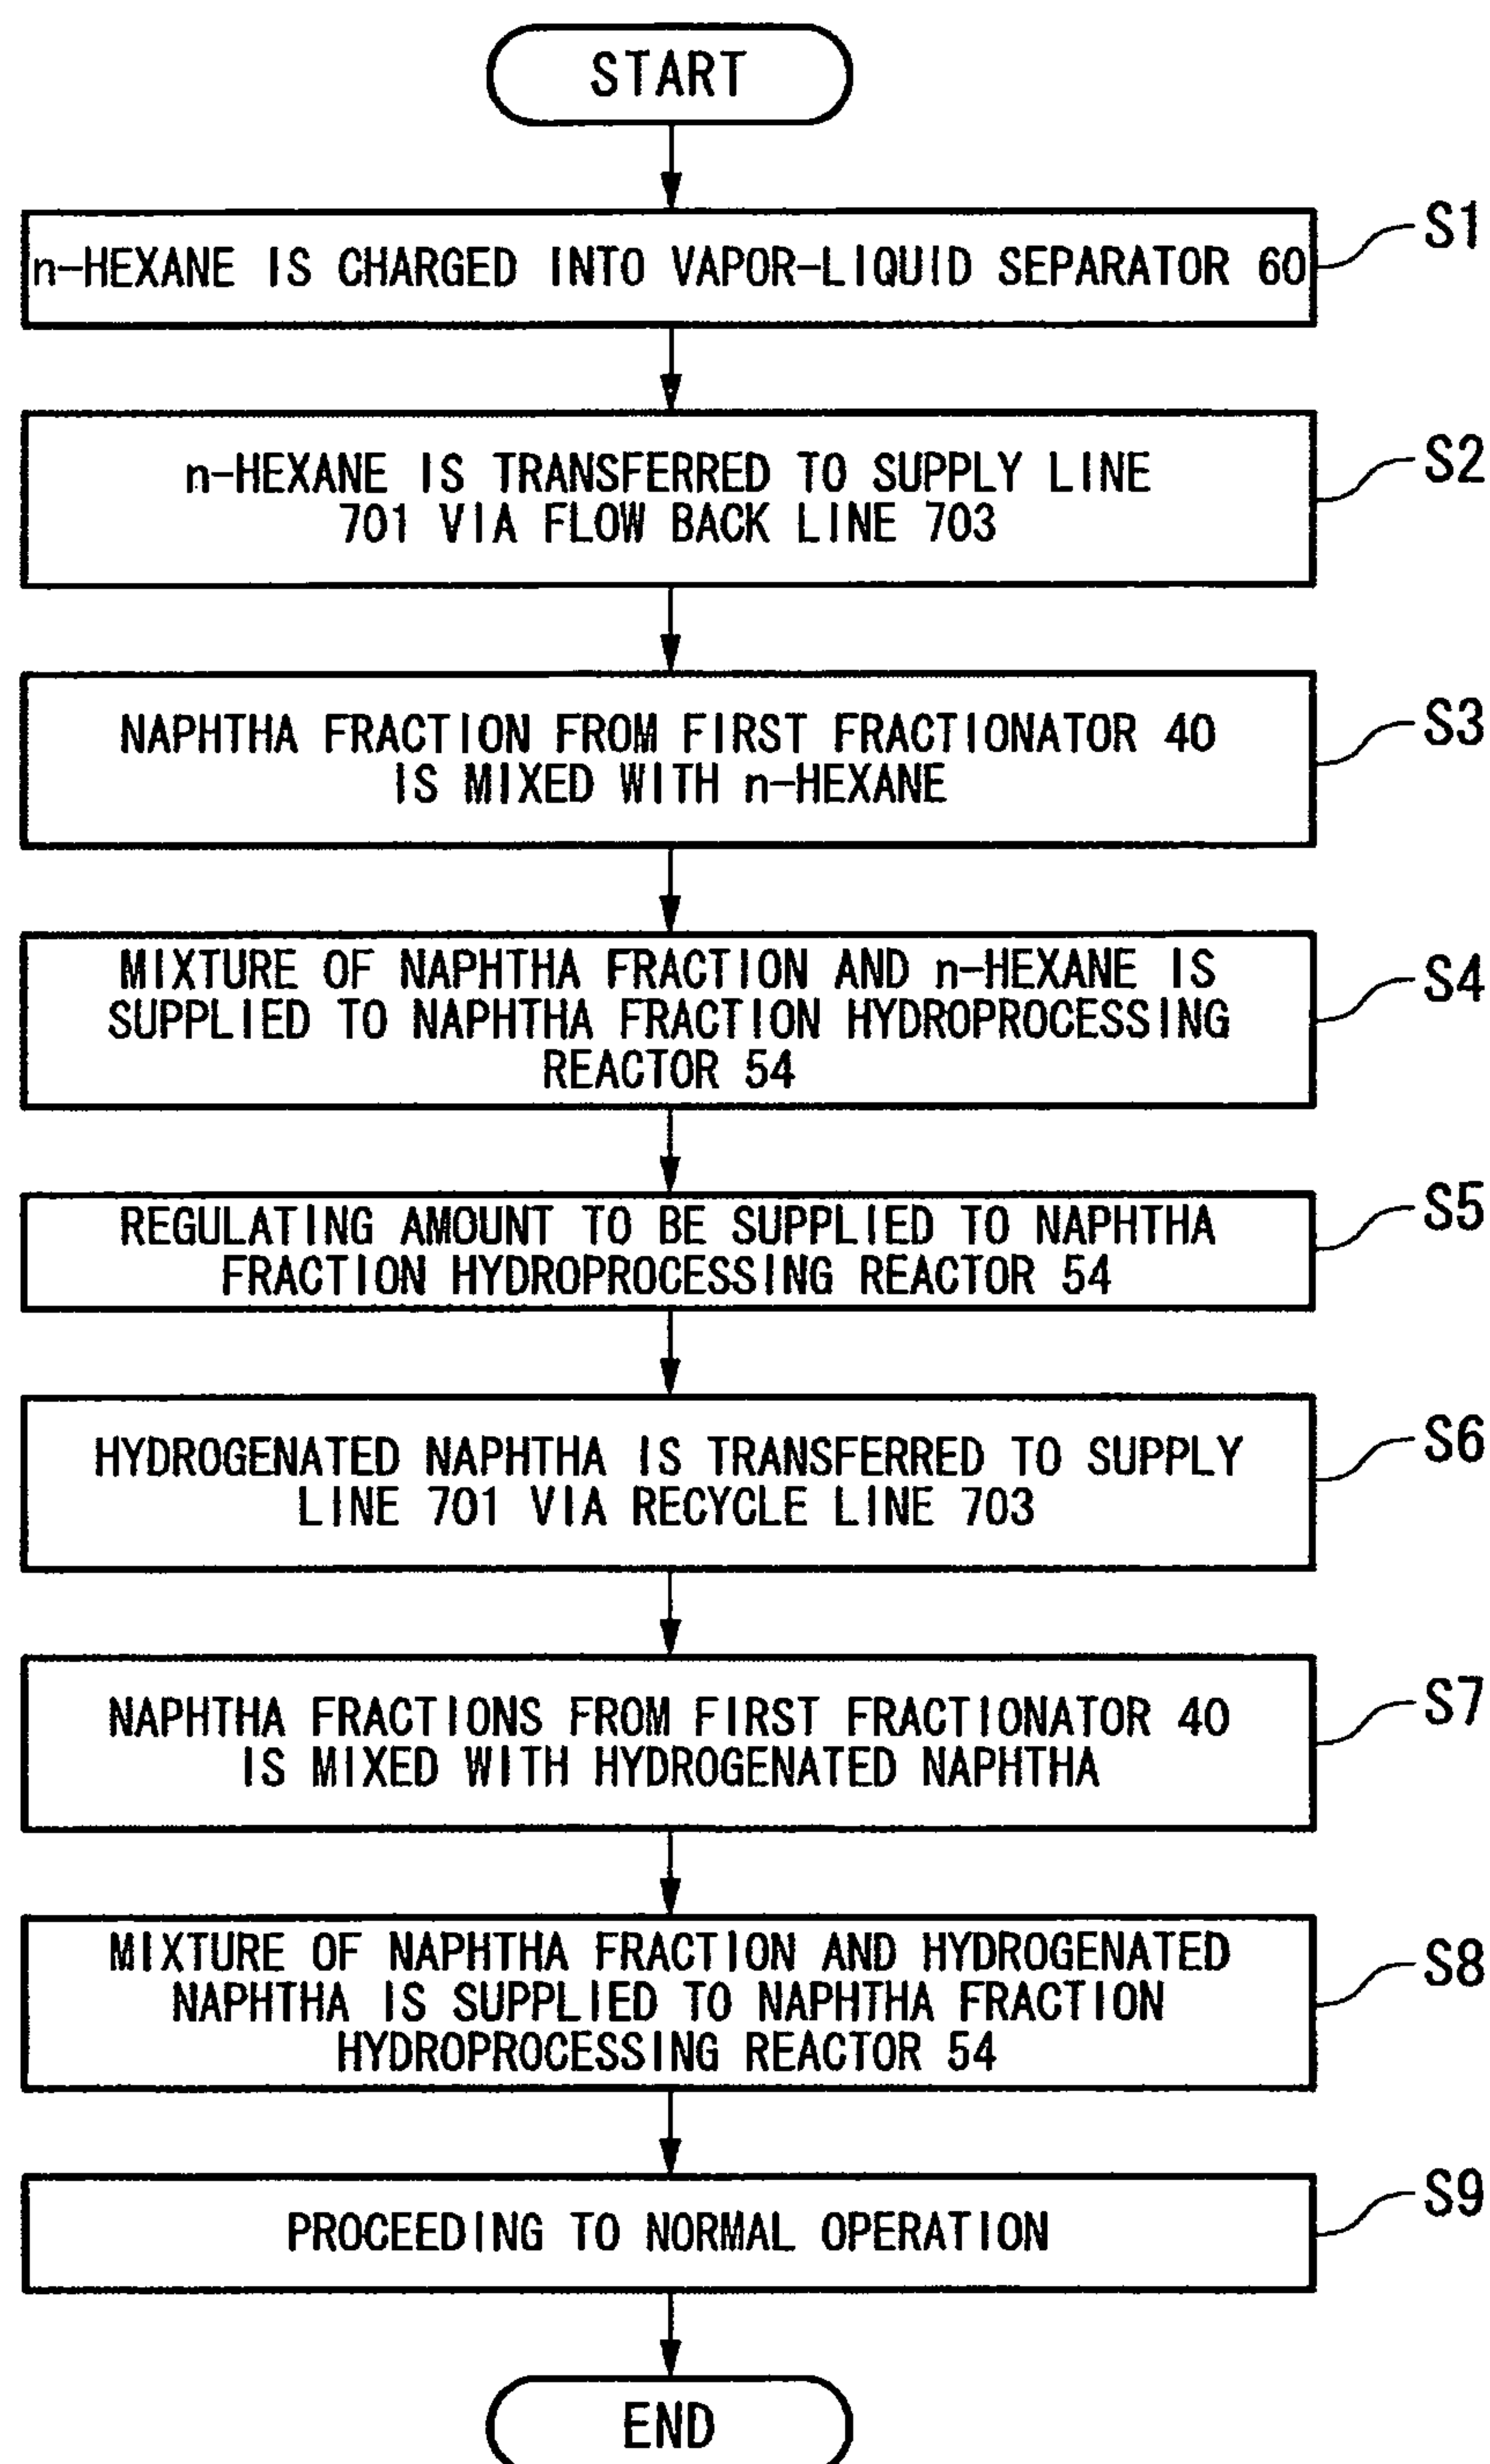 START
S1
n-HEXANE IS CHARGED INTO VAPOR-LIQUID SEPARATOR 60
S2
n-HEXANE IS TRANSFERRED TO SUPPLY LINE
701 VIA FLOW BACK LINE 703
S3
NAPHTHA FRACTION FROM FIRST FRACTIONATOR 40
IS MIXED WITH n-HEXANE
S4
MIXTURE OF NAPHTHA FRACTION AND n-HEXANE IS
SUPPLIED TO NAPHTHA FRACTION HYDROPROCESSING
REACTOR 54
S5
REGULATING AMOUNT TO BE SUPPLIED TO NAPHTHA
FRACTION HYDROPROCESSING REACTOR 54
S6
HYDROGENATED NAPHTHA IS TRANSFERRED TO SUPPLY
LINE 701 VIA RECYCLE LINE 703
S7
NAPHTHA FRACTIONS FROM FIRST FRACTIONATOR 40
IS MIXED WITH HYDROGENATED NAPHTHA
S8
MIXTURE OF NAPHTHA FRACTION AND HYDROGENATED
NAPHTHA IS SUPPLIED TO NAPHTHA FRACTION
HYDROPROCESSING REACTOR 54
S9
PROCEEDING TO NORMAL OPERATION
END